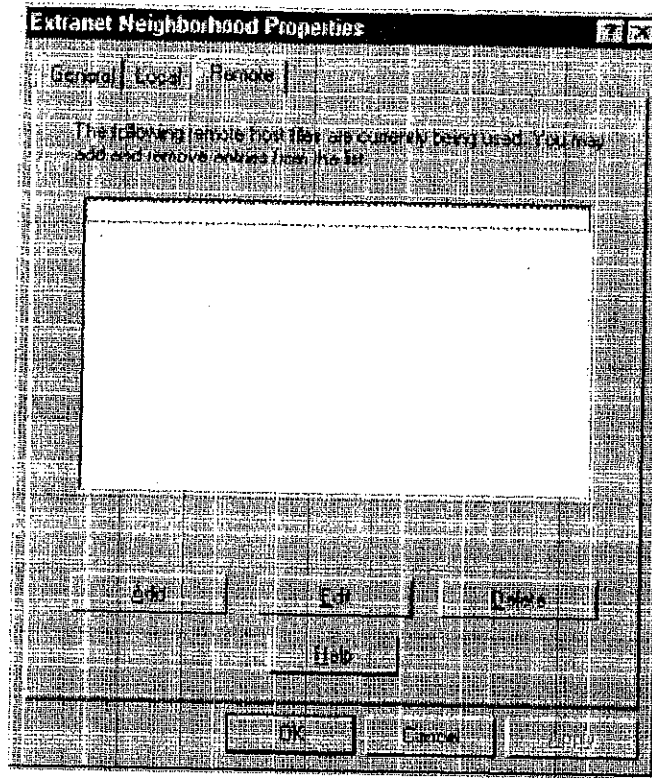 Extranet Neighborhood Properties
General Local Remote
The following remote host files are currently being used. You may
add and remove entries from the list
Add Edit Delete
Help
OK Cancel Apply